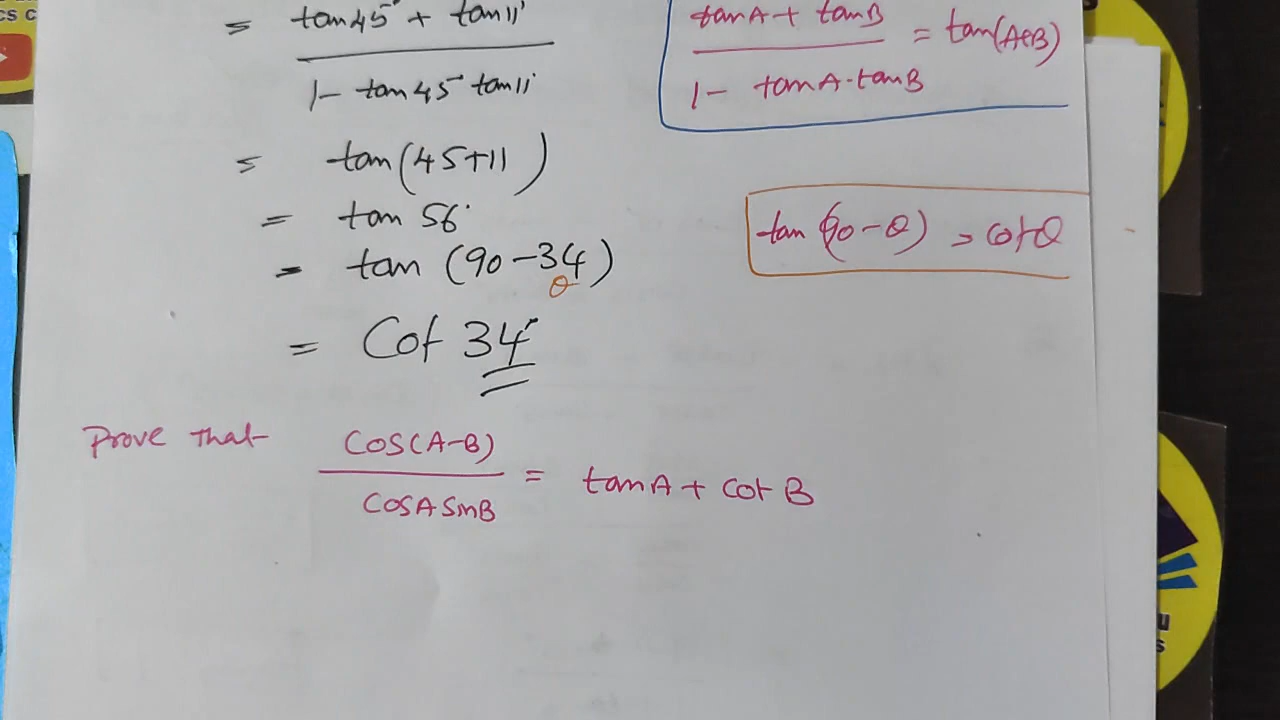 = tan45° + tan11°
1- tan45° tan11°
tanA + tanB = tan(A+B)
1- tanA·tanB
= tan(45+11)
= tan 56°
tan (90-θ) = cotθ
= tan (90-34)
θ
= Cot 34°
Prove that cos(A-B) = tanA + cot B
cosA sinB